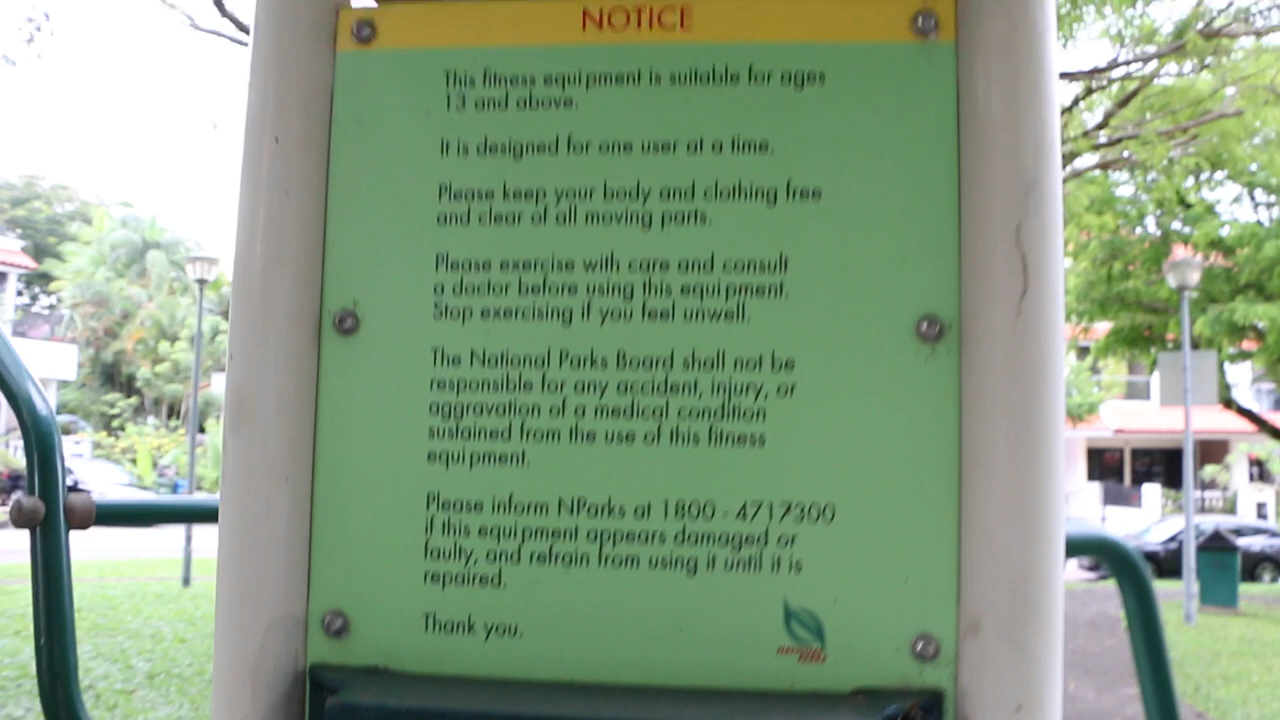 NOTICE
This fitness equipment is suitable for ages
13 and above.
It is designed for one user at a time.
Please keep your body and clothing free
and clear of all moving parts.
Please exercise with care and consult
a doctor before using this equipment.
Stop exercising if you feel unwell.
The National Parks Board shall not be
responsible for any accident, injury, or
aggravation of a medical condition
sustained from the use of this fitness
equipment.
Please inform NParks at 1800 - 4717300
if this equipment appears damaged or
faulty, and refrain from using it until it is
repaired.
Thank you.
NATIONAL
PARKS